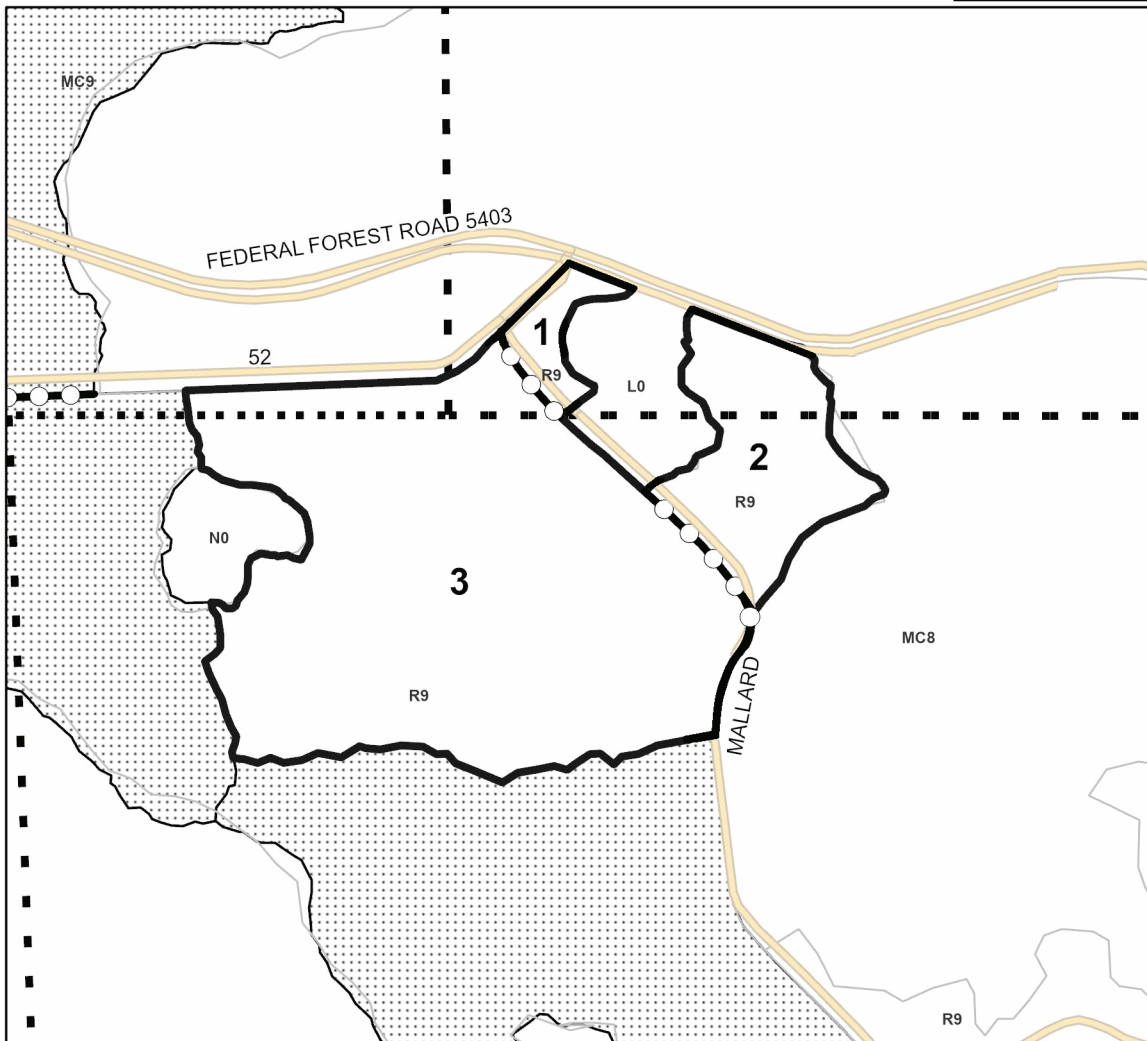 MC9
FEDERAL FOREST ROAD 5403
52
1
R9
L0
2
R9
N0
3
MC8
R9
MALLARD
R9